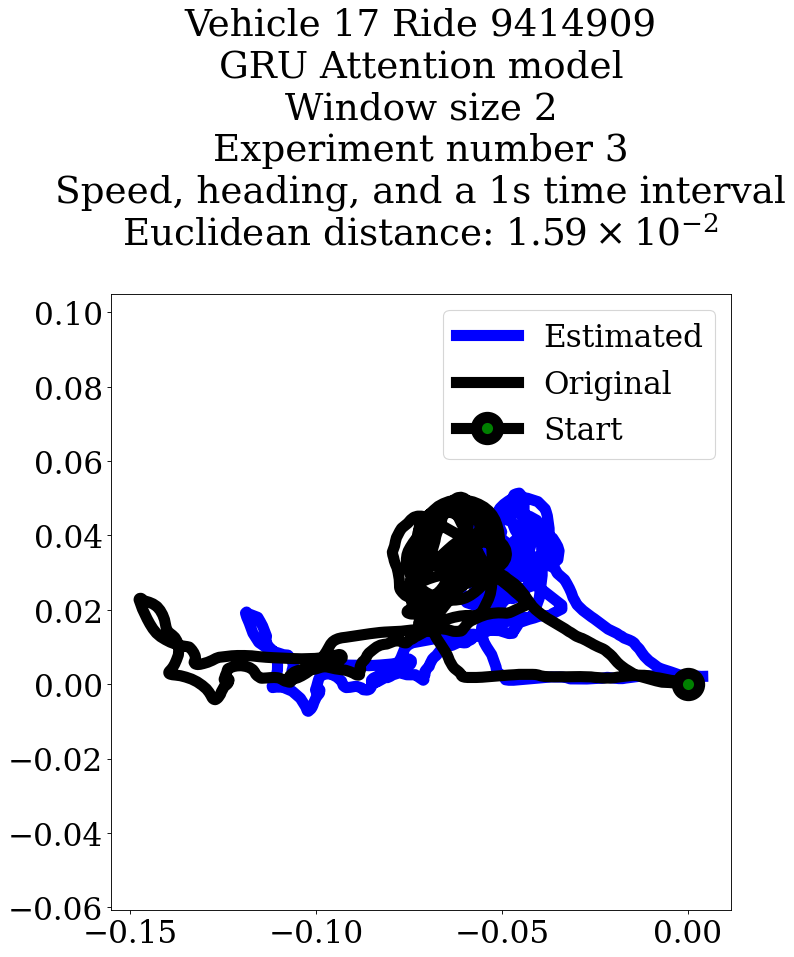 Vehicle 17 Ride 9414909
GRU Attention model
Window size 2
Experiment number 3
Speed, heading, and a 1s time interval
Euclidean distance: 1.59 × 10⁻²
Estimated
Original
Start
0.10
0.08
0.06
0.04
0.02
0.00
−0.02
−0.04
−0.06
−0.15 −0.10 −0.05 0.00